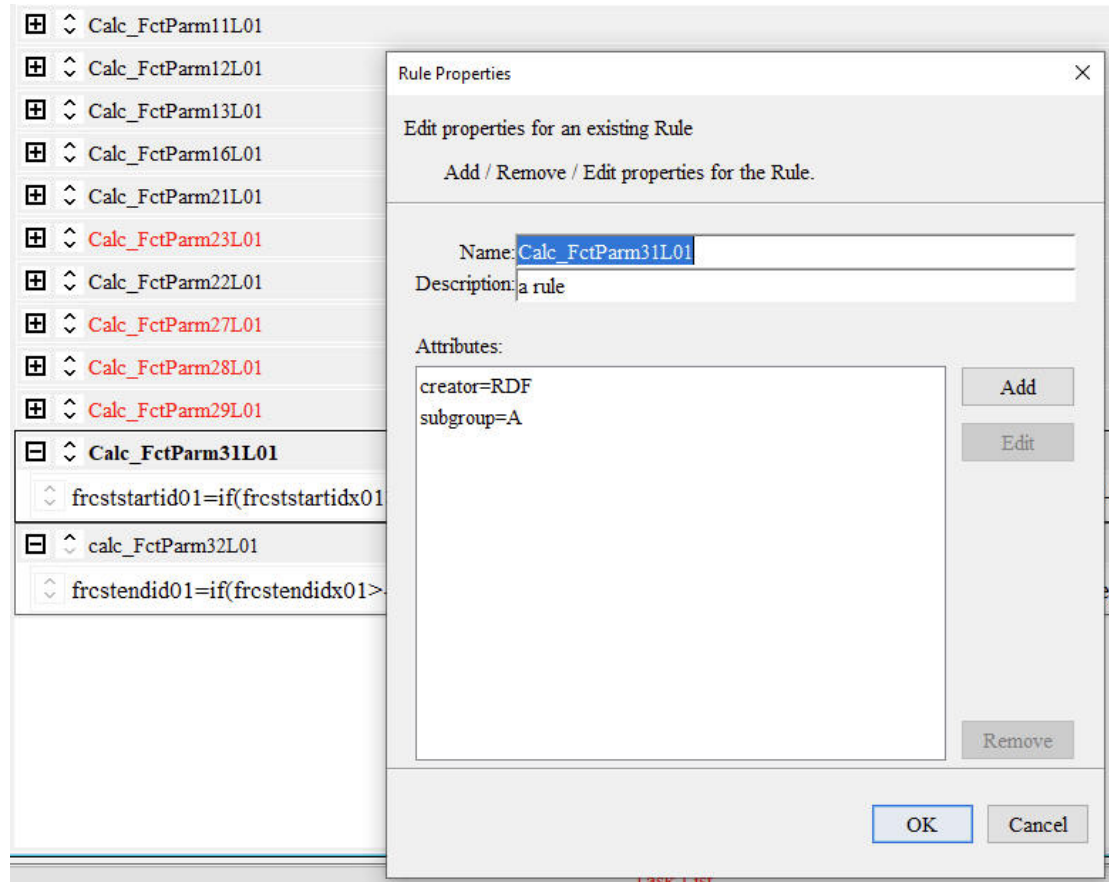 Calc_FctParm11L01
Calc_FctParm12L01
Calc_FctParm13L01
Calc_FctParm16L01
Calc_FctParm21L01
Calc_FctParm23L01
Calc_FctParm22L01
Calc_FctParm27L01
Calc_FctParm28L01
Calc_FctParm29L01
Calc_FctParm31L01
frcststartid01=if(frcststartidx01
calc_FctParm32L01
frcstendid01=if(frcstendidx01>
Rule Properties
Edit properties for an existing Rule
Add / Remove / Edit properties for the Rule.
Name: Calc_FctParm31L01
Description: a rule
Attributes:
creator=RDF
subgroup=A
Add
Edit
Remove
OK
Cancel
Task List